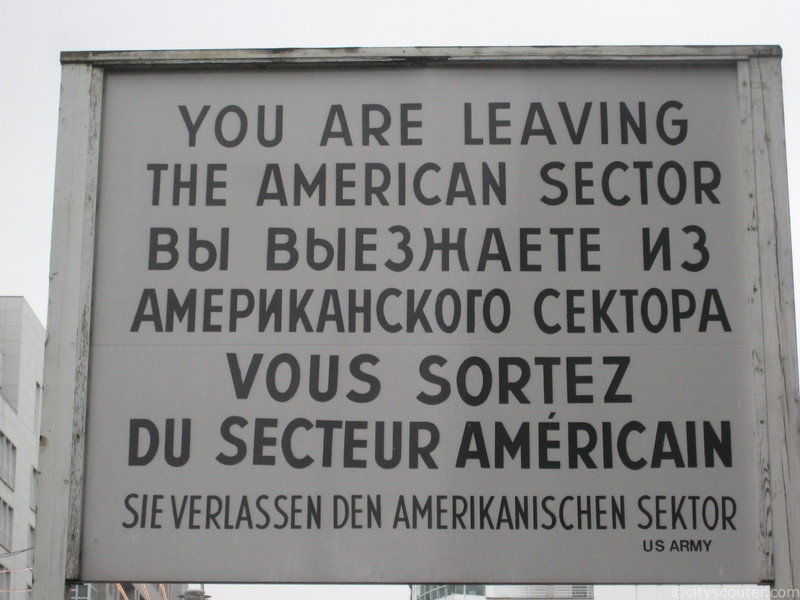 YOU ARE LEAVING
THE AMERICAN SECTOR
ВЫ ВЫЕЗЖАЕТЕ ИЗ
АМЕРИКАНСКОГО СЕКТОРА
VOUS SORTEZ
DU SECTEUR AMÉRICAIN
SIE VERLASSEN DEN AMERIKANISCHEN SEKTOR
US ARMY
©cityscouter.com